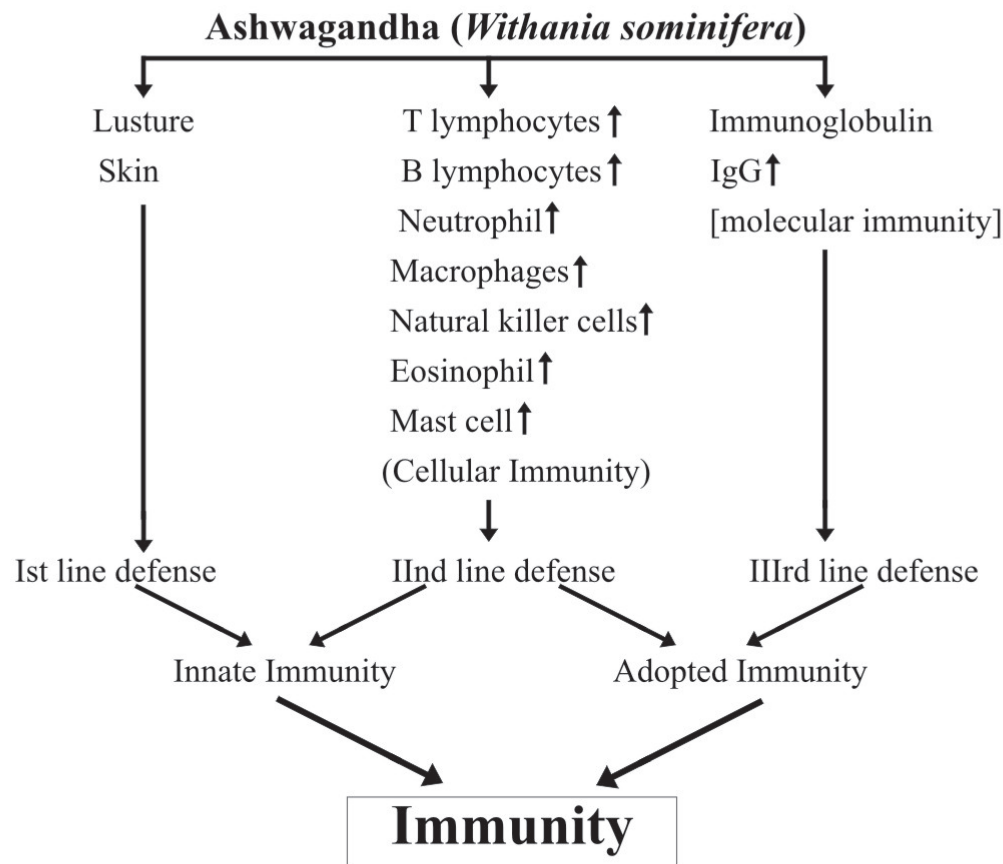 Ashwagandha (Withania sominifera)
Lusture
Skin
T lymphocytes↑
B lymphocytes↑
Neutrophil↑
Macrophages↑
Natural killer cells↑
Eosinophil↑
Mast cell↑
(Cellular Immunity)
Immunoglobulin
IgG↑
[molecular immunity]
Ist line defense
IInd line defense
IIIrd line defense
Innate Immunity
Adopted Immunity
Immunity